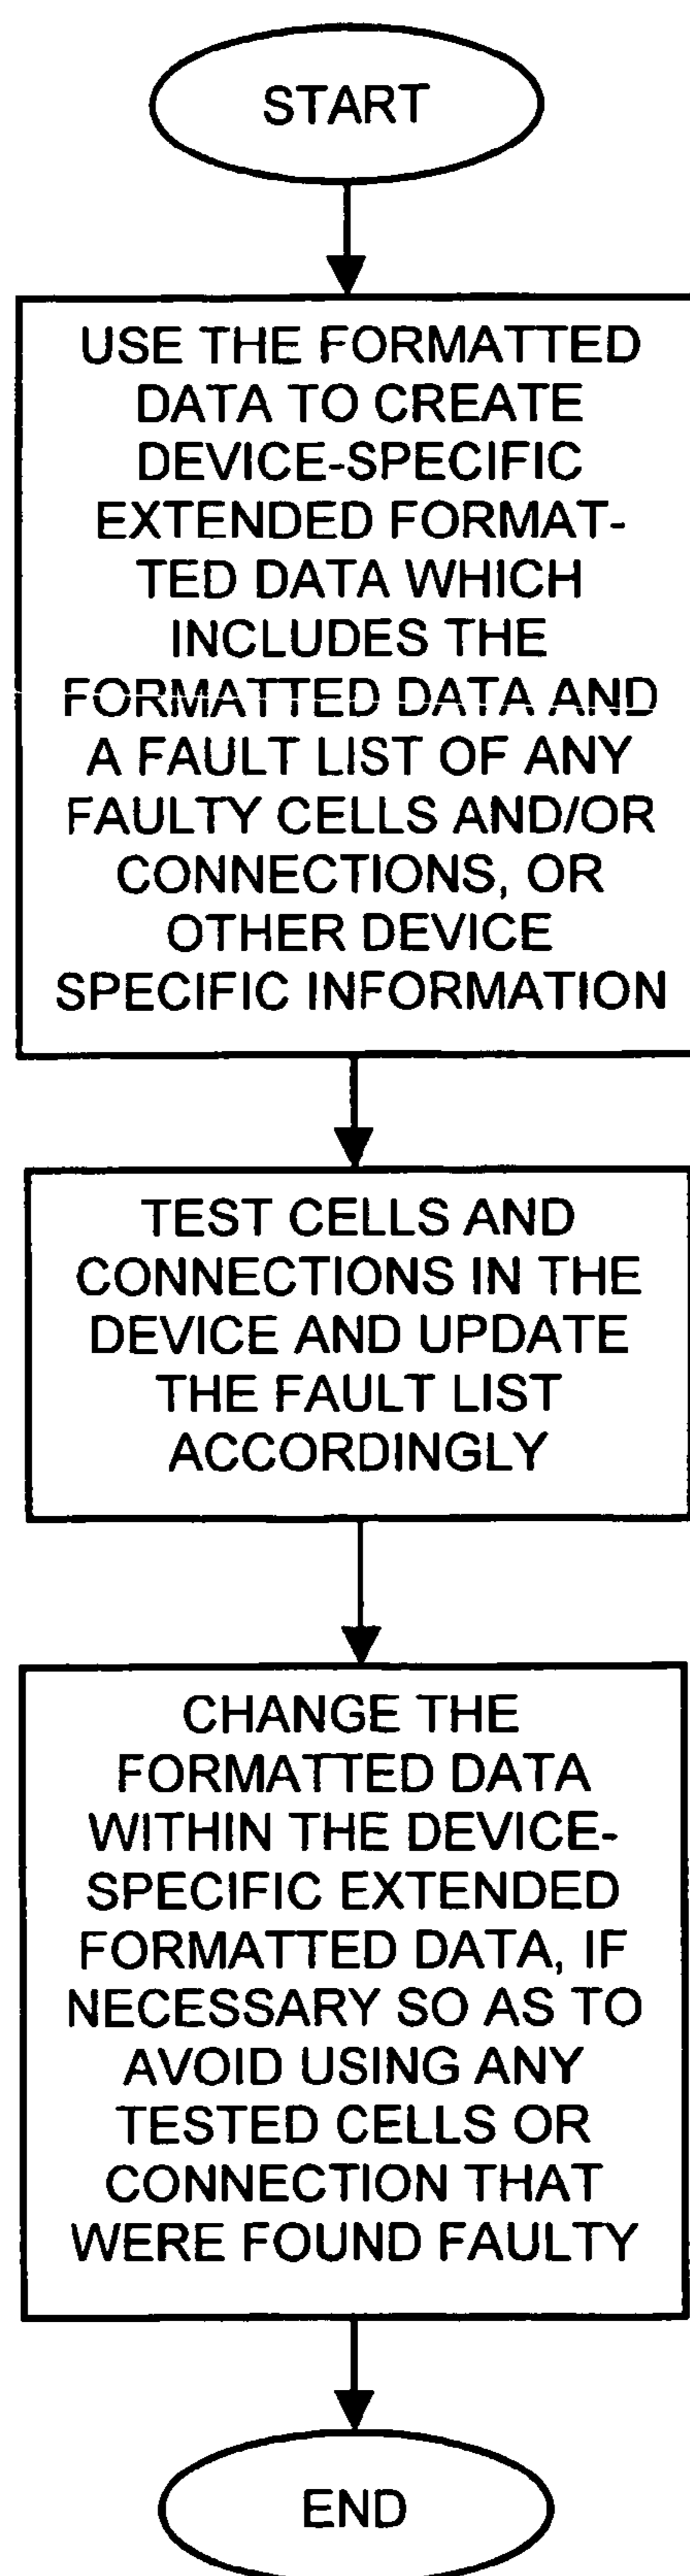 START
USE THE FORMATTED
DATA TO CREATE
DEVICE-SPECIFIC
EXTENDED FORMAT-
TED DATA WHICH
INCLUDES THE
FORMATTED DATA AND
A FAULT LIST OF ANY
FAULTY CELLS AND/OR
CONNECTIONS, OR
OTHER DEVICE
SPECIFIC INFORMATION
TEST CELLS AND
CONNECTIONS IN THE
DEVICE AND UPDATE
THE FAULT LIST
ACCORDINGLY
CHANGE THE
FORMATTED DATA
WITHIN THE DEVICE-
SPECIFIC EXTENDED
FORMATTED DATA, IF
NECESSARY SO AS TO
AVOID USING ANY
TESTED CELLS OR
CONNECTION THAT
WERE FOUND FAULTY
END